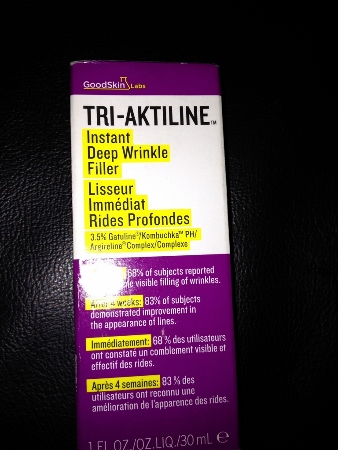 GoodSkin Labs
TRI-AKTILINE™
Instant
Deep Wrinkle
Filler
Lisseur
Immédiat
Rides Profondes
3.5% Gatuline®/Kombuchka™ PH/
Argireline® Complex/Complexe
68% of subjects reported
visible filling of wrinkles.
After 4 weeks: 83% of subjects
demonstrated improvement in
the appearance of lines.
Immédiatement: 68 % des utilisateurs
ont constaté un comblement visible et
effectif des rides.
Après 4 semaines: 83 % des
utilisateurs ont reconnu une
amélioration de l'apparence des rides.
1 FL.OZ./OZ.LIQ./30 mL ℮